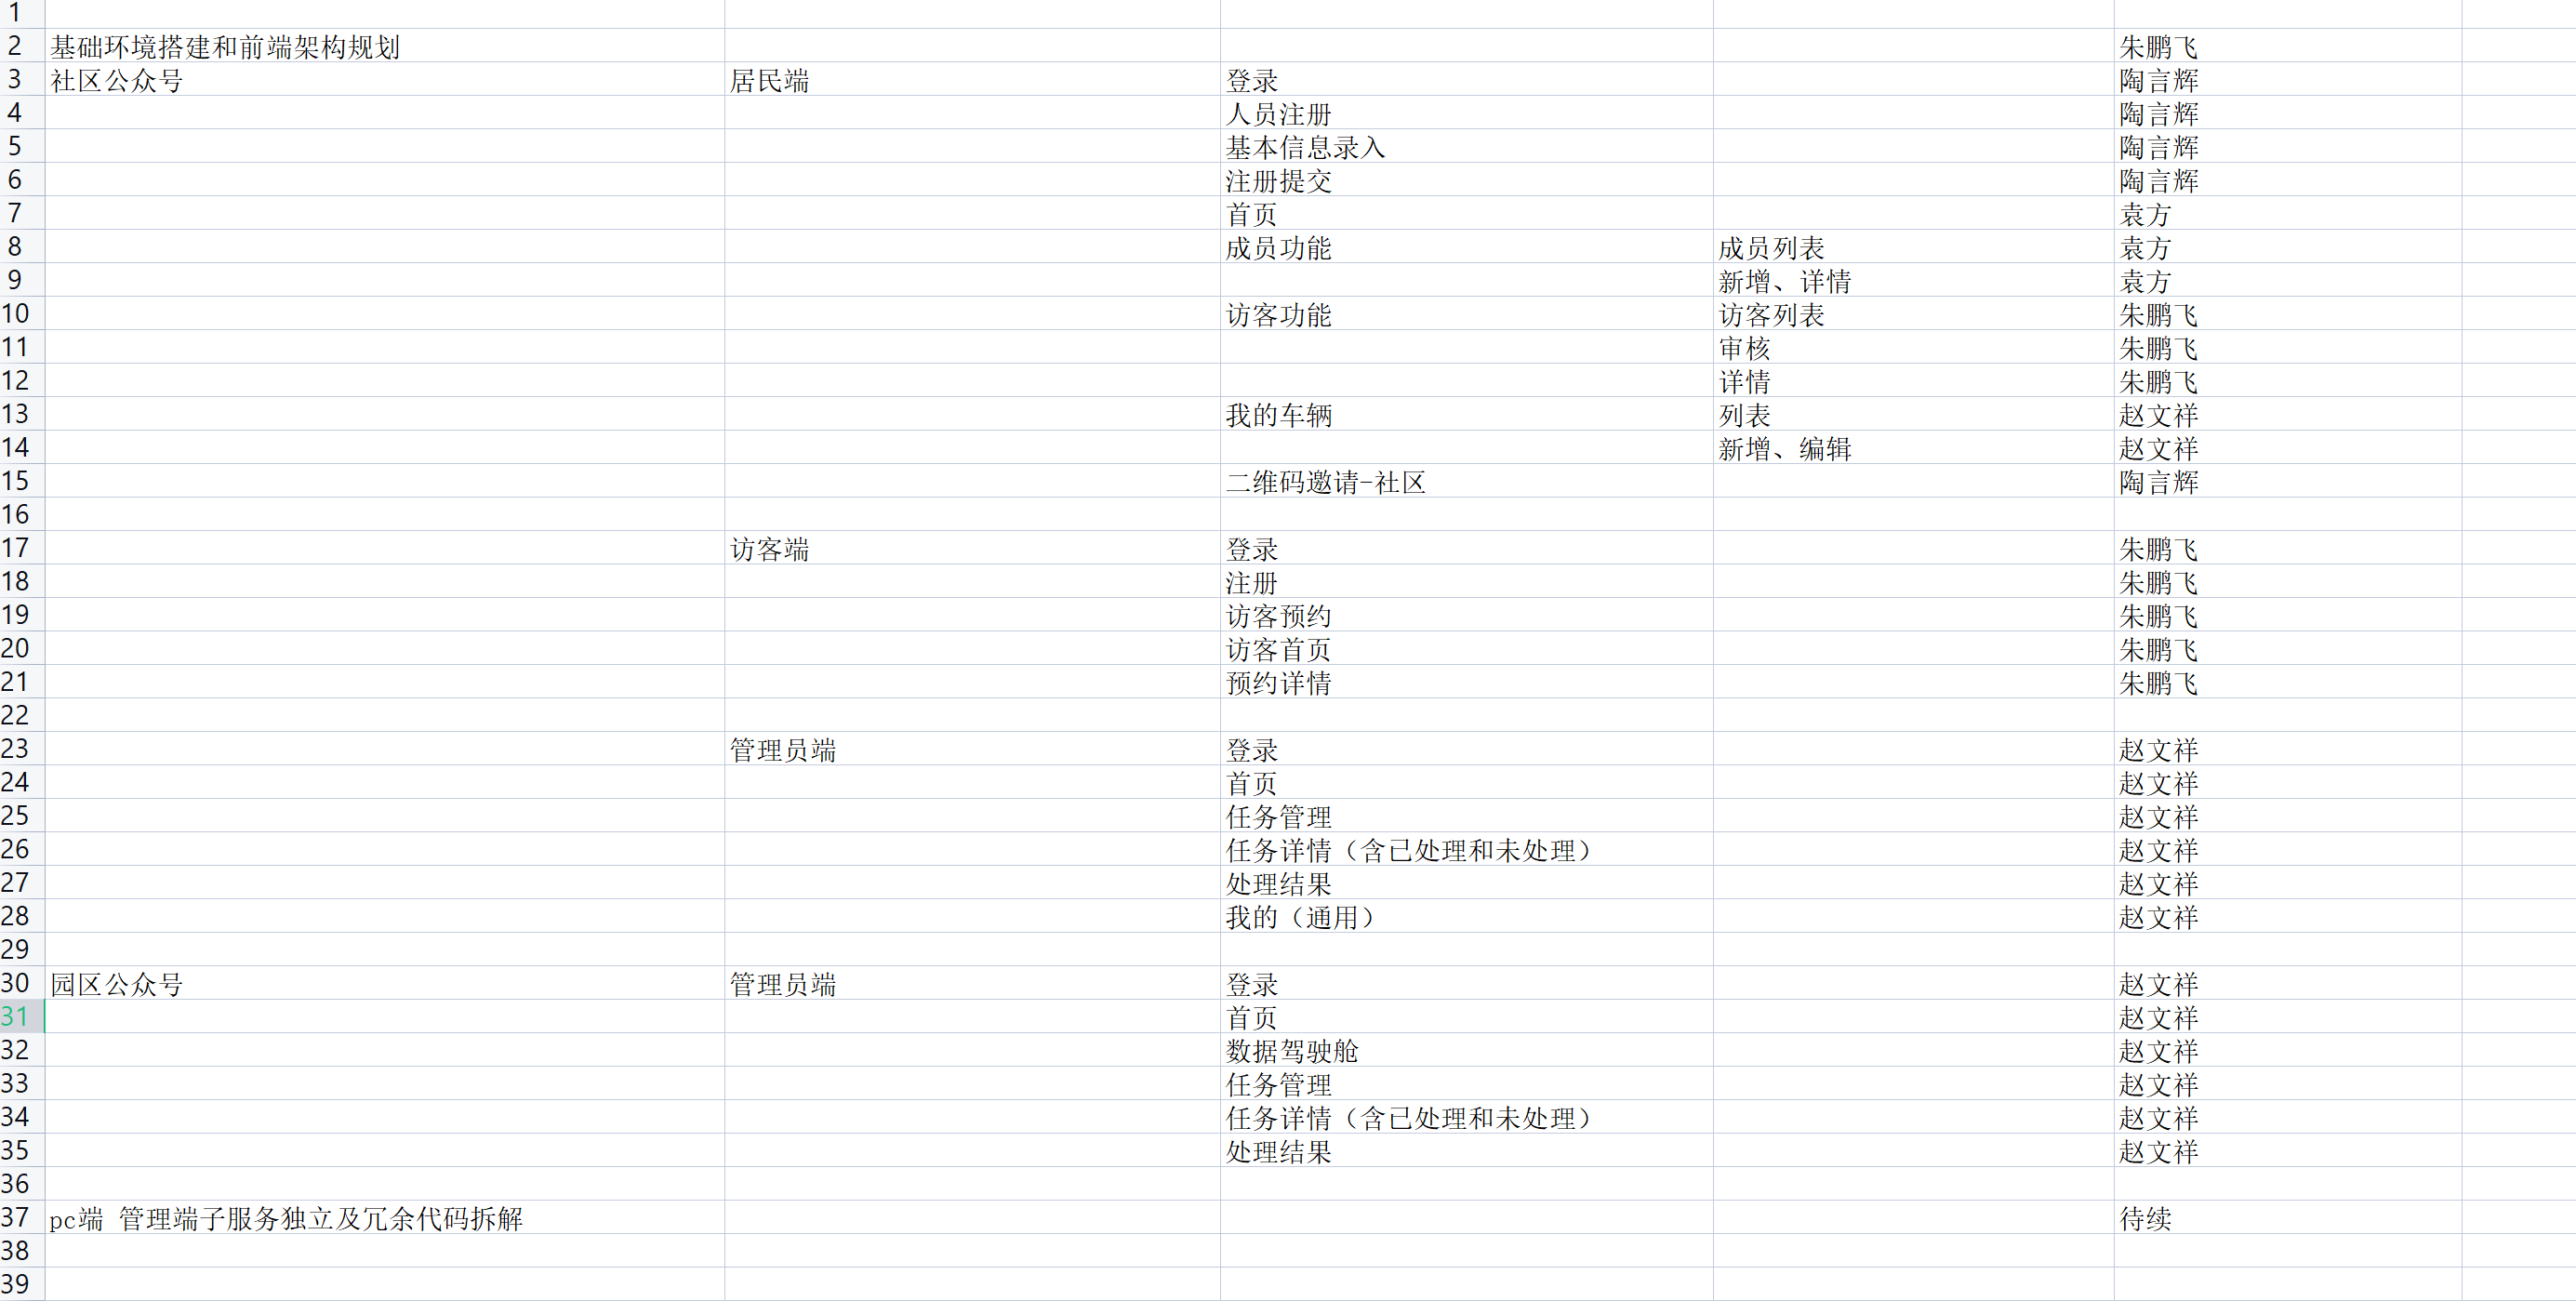 1
2 基础环境搭建和前端架构规划 朱鹏飞
3 社区公众号 居民端 登录 陶言辉
4 人员注册 陶言辉
5 基本信息录入 陶言辉
6 注册提交 陶言辉
7 首页 袁方
8 成员功能 成员列表 袁方
9 新增、详情 袁方
10 访客功能 访客列表 朱鹏飞
11 审核 朱鹏飞
12 详情 朱鹏飞
13 我的车辆 列表 赵文祥
14 新增、编辑 赵文祥
15 二维码邀请-社区 陶言辉
16
17 访客端 登录 朱鹏飞
18 注册 朱鹏飞
19 访客预约 朱鹏飞
20 访客首页 朱鹏飞
21 预约详情 朱鹏飞
22
23 管理员端 登录 赵文祥
24 首页 赵文祥
25 任务管理 赵文祥
26 任务详情（含已处理和未处理） 赵文祥
27 处理结果 赵文祥
28 我的（通用） 赵文祥
29
30 园区公众号 管理员端 登录 赵文祥
31 首页 赵文祥
32 数据驾驶舱 赵文祥
33 任务管理 赵文祥
34 任务详情（含已处理和未处理） 赵文祥
35 处理结果 赵文祥
36
37 pc端 管理端子服务独立及冗余代码拆解 待续
38
39